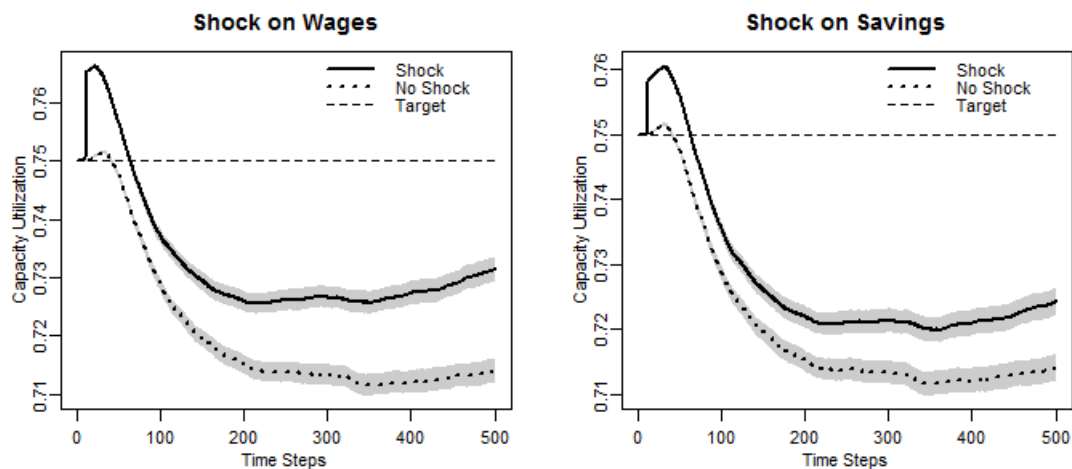 Shock on Wages
Capacity Utilization
0.76
0.75
0.74
0.73
0.72
0.71
Shock
No Shock
Target
0 100 200 300 400 500
Time Steps
Shock on Savings
Capacity Utilization
0.76
0.75
0.74
0.73
0.72
0.71
Shock
No Shock
Target
0 100 200 300 400 500
Time Steps